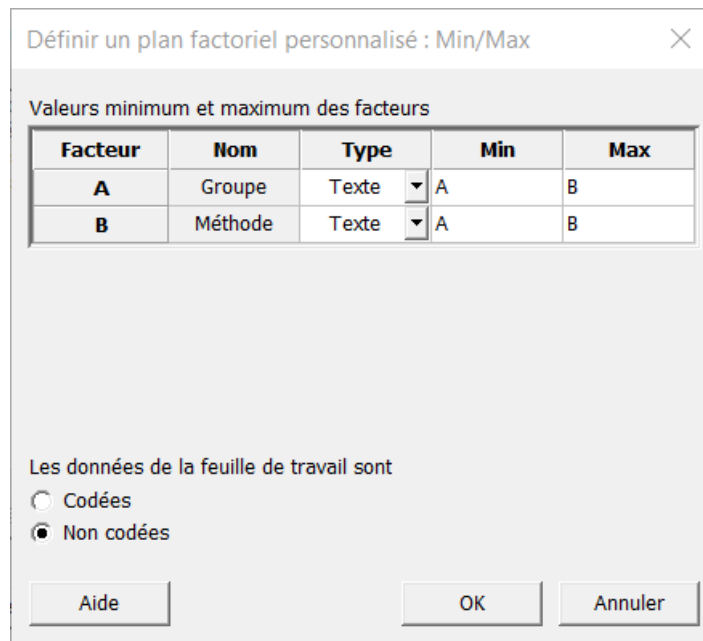 Définir un plan factoriel personnalisé : Min/Max
Valeurs minimum et maximum des facteurs
Facteur Nom Type Min Max
A Groupe Texte A B
B Méthode Texte A B
Les données de la feuille de travail sont
Codées
Non codées
Aide OK Annuler